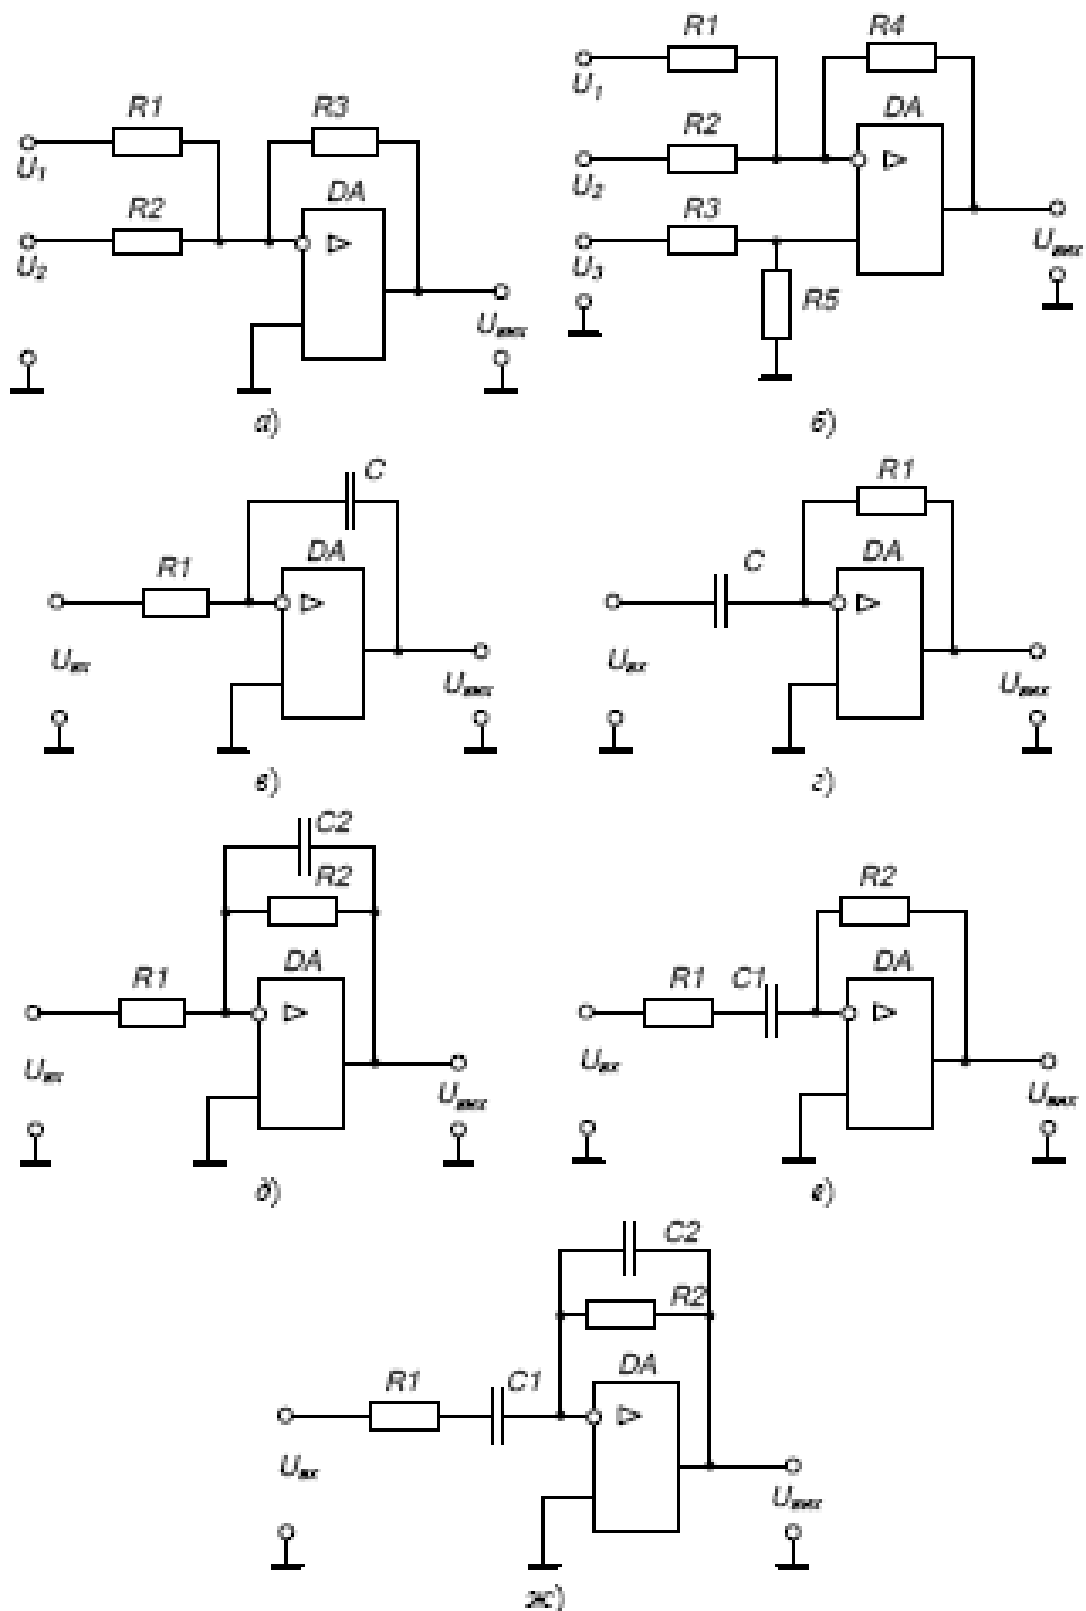 R1
R3
DA
U1
R2
U2
Uвых
а)
R1
R4
DA
U1
R2
U2
R3
U3
Uвых
R5
б)
C
DA
R1
Uвх
Uвых
в)
R1
DA
C
Uвх
Uвых
г)
C2
R2
DA
R1
Uвх
Uвых
д)
R2
DA
R1
C1
Uвх
Uвых
е)
C2
R2
DA
R1
C1
Uвх
Uвых
ж)